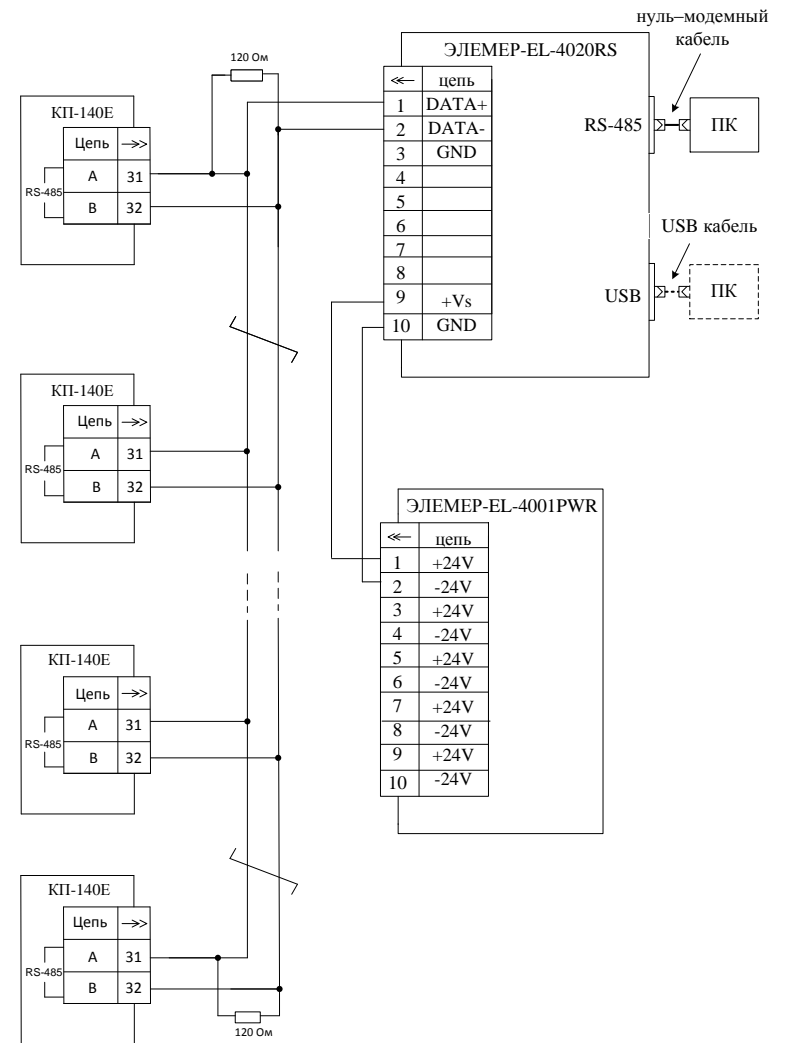 нуль–модемный
кабель
ЭЛЕМЕР-EL-4020RS
цепь
1 DATA+
2 DATA-
3 GND
4
5
6
7
8
9 +Vs
10 GND
RS-485
ПК
USB кабель
USB
ПК
120 Ом
КП-140Е
Цепь
RS-485
A 31
B 32
КП-140Е
Цепь
RS-485
A 31
B 32
ЭЛЕМЕР-EL-4001PWR
цепь
1 +24V
2 -24V
3 +24V
4 -24V
5 +24V
6 -24V
7 +24V
8 -24V
9 +24V
10 -24V
КП-140Е
Цепь
RS-485
A 31
B 32
КП-140Е
Цепь
RS-485
A 31
B 32
120 Ом